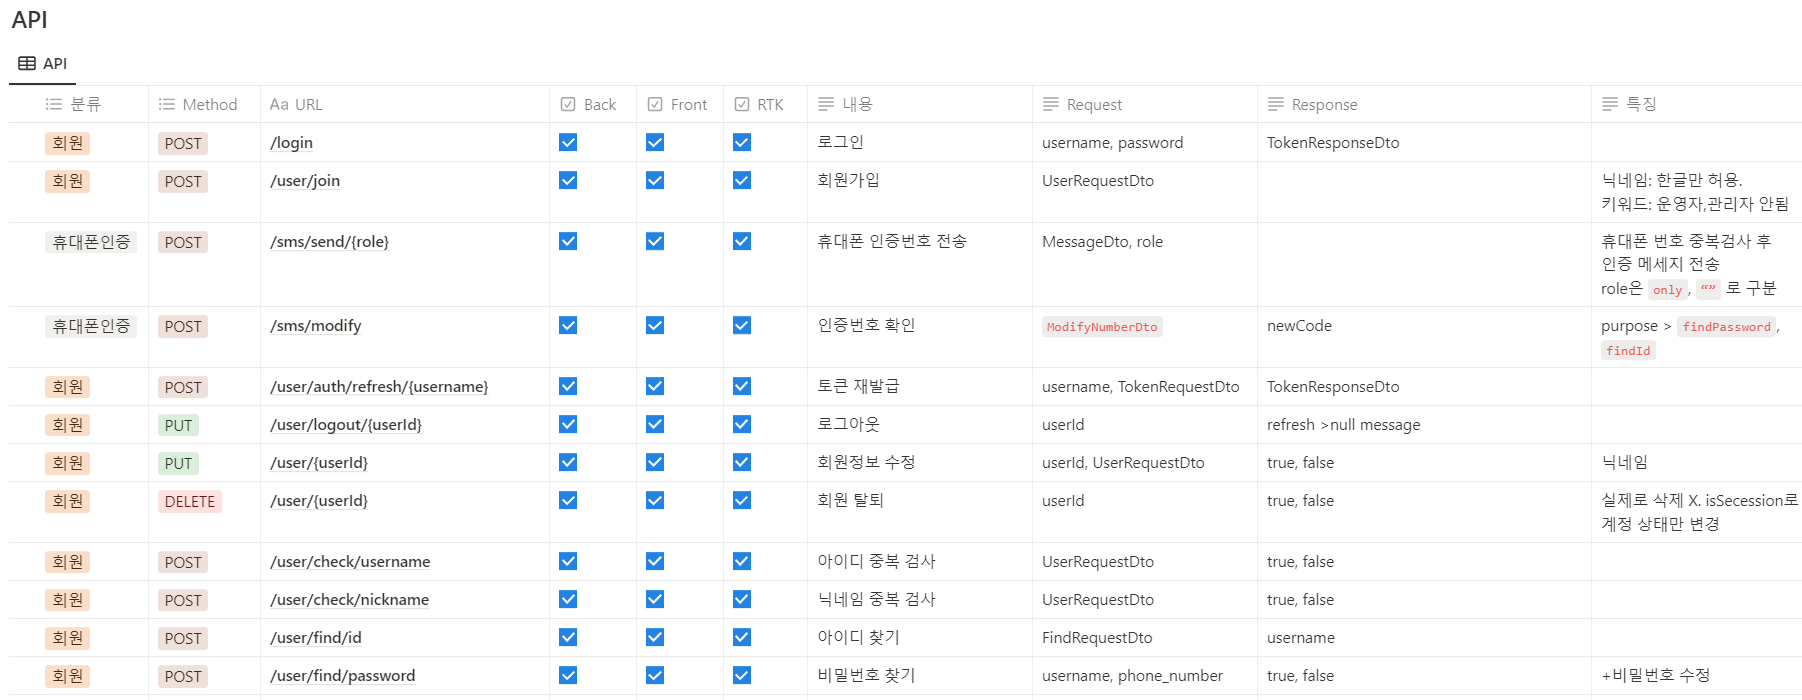 API
API
분류 Method Aa URL Back Front RTK 내용 Request Response 특징
회원 POST /login 로그인 username, password TokenResponseDto
회원 POST /user/join 회원가입 UserRequestDto 닉네임: 한글만 허용.
키워드: 운영자,관리자 안됨
휴대폰인증 POST /sms/send/{role} 휴대폰 인증번호 전송 MessageDto, role 휴대폰 번호 중복검사 후
인증 메세지 전송
role은 only, “” 로 구분
휴대폰인증 POST /sms/modify 인증번호 확인 ModifyNumberDto newCode purpose > findPassword,
findId
회원 POST /user/auth/refresh/{username} 토큰 재발급 username, TokenRequestDto TokenResponseDto
회원 PUT /user/logout/{userId} 로그아웃 userId refresh >null message
회원 PUT /user/{userId} 회원정보 수정 userId, UserRequestDto true, false 닉네임
회원 DELETE /user/{userId} 회원 탈퇴 userId true, false 실제로 삭제 X. isSecession로
계정 상태만 변경
회원 POST /user/check/username 아이디 중복 검사 UserRequestDto true, false
회원 POST /user/check/nickname 닉네임 중복 검사 UserRequestDto true, false
회원 POST /user/find/id 아이디 찾기 FindRequestDto username
회원 POST /user/find/password 비밀번호 찾기 username, phone_number true, false +비밀번호 수정